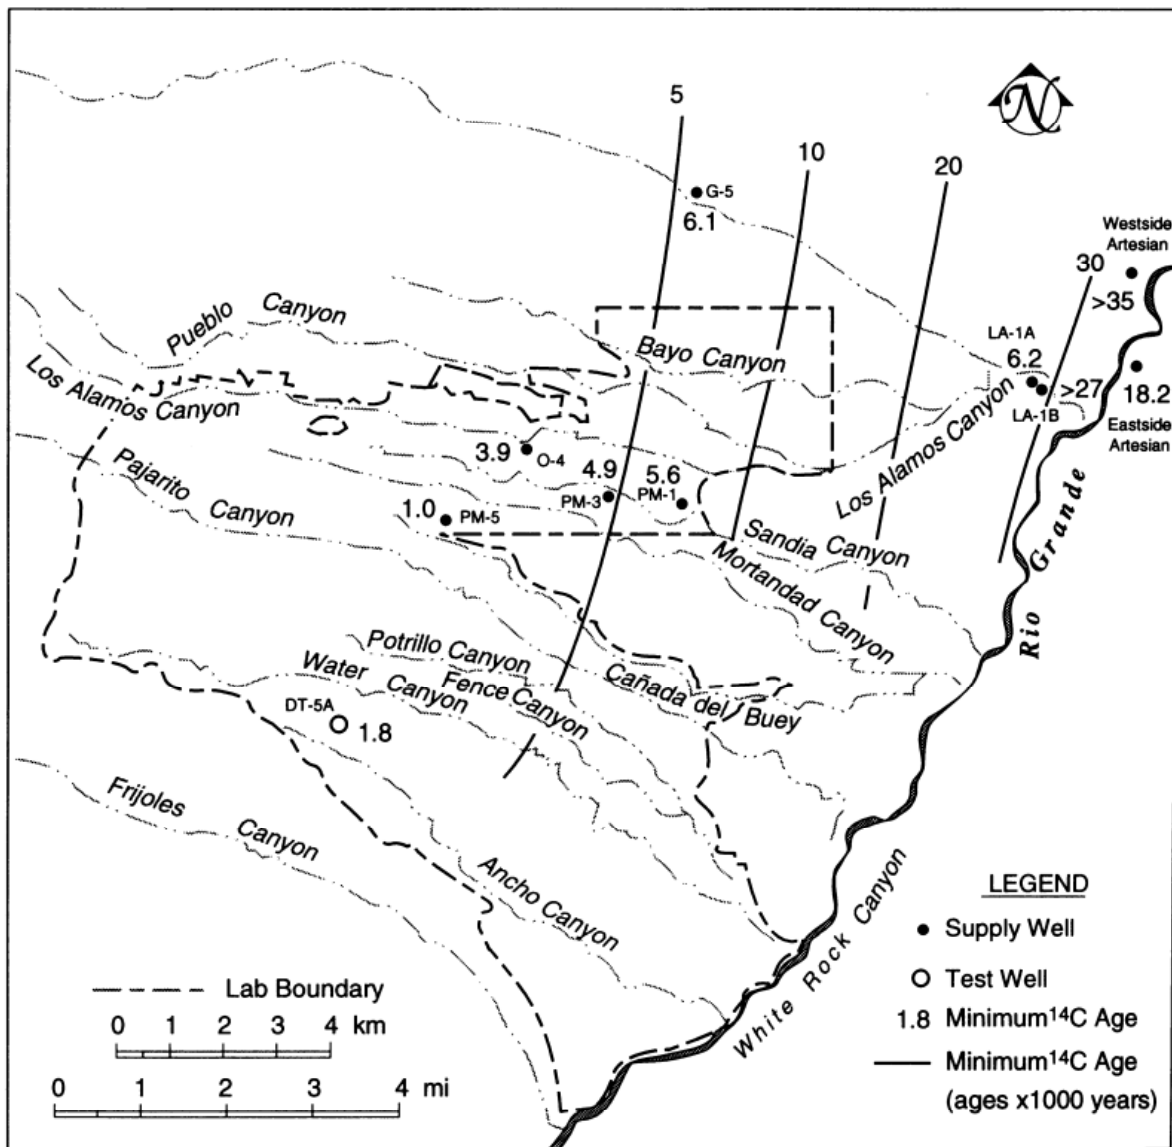 N
5
10
20
G-5
6.1
Westside
Artesian
30
>35
Pueblo Canyon
Bayo Canyon
LA-1A
6.2
>27
LA-1B
18.2
Eastside
Artesian
Los Alamos Canyon
Los Alamos Canyon
3.9
O-4
4.9
PM-3
5.6
PM-1
1.0
PM-5
Pajarito Canyon
Sandia Canyon
Mortandad Canyon
Rio Grande
Potrillo Canyon
Water Canyon
Fence Canyon
Cañada del Buey
DT-5A
1.8
Frijoles Canyon
Ancho Canyon
White Rock Canyon
LEGEND
Supply Well
Test Well
1.8 Minimum ¹⁴C Age
Minimum ¹⁴C Age
(ages x1000 years)
Lab Boundary
0 1 2 3 4 km
0 1 2 3 4 mi